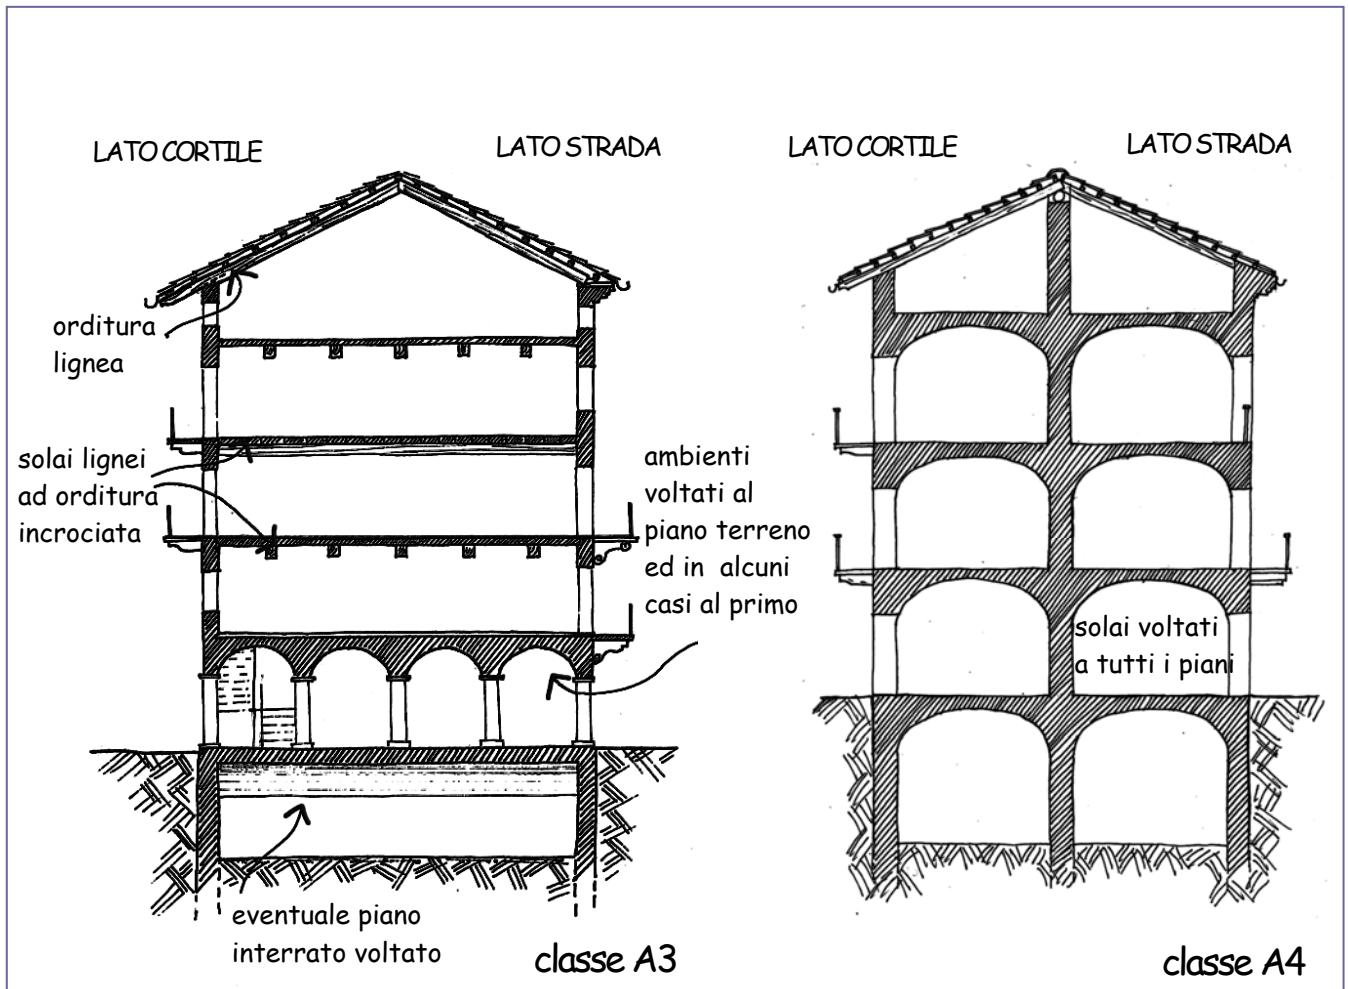 LATO CORTILE
LATO STRADA
orditura
lignea
solai lignei
ad orditura
incrociata
ambienti
voltati al
piano terreno
ed in alcuni
casi al primo
eventuale piano
interrato voltato
classe A3
LATO CORTILE
LATO STRADA
solai voltati
a tutti i piani
classe A4